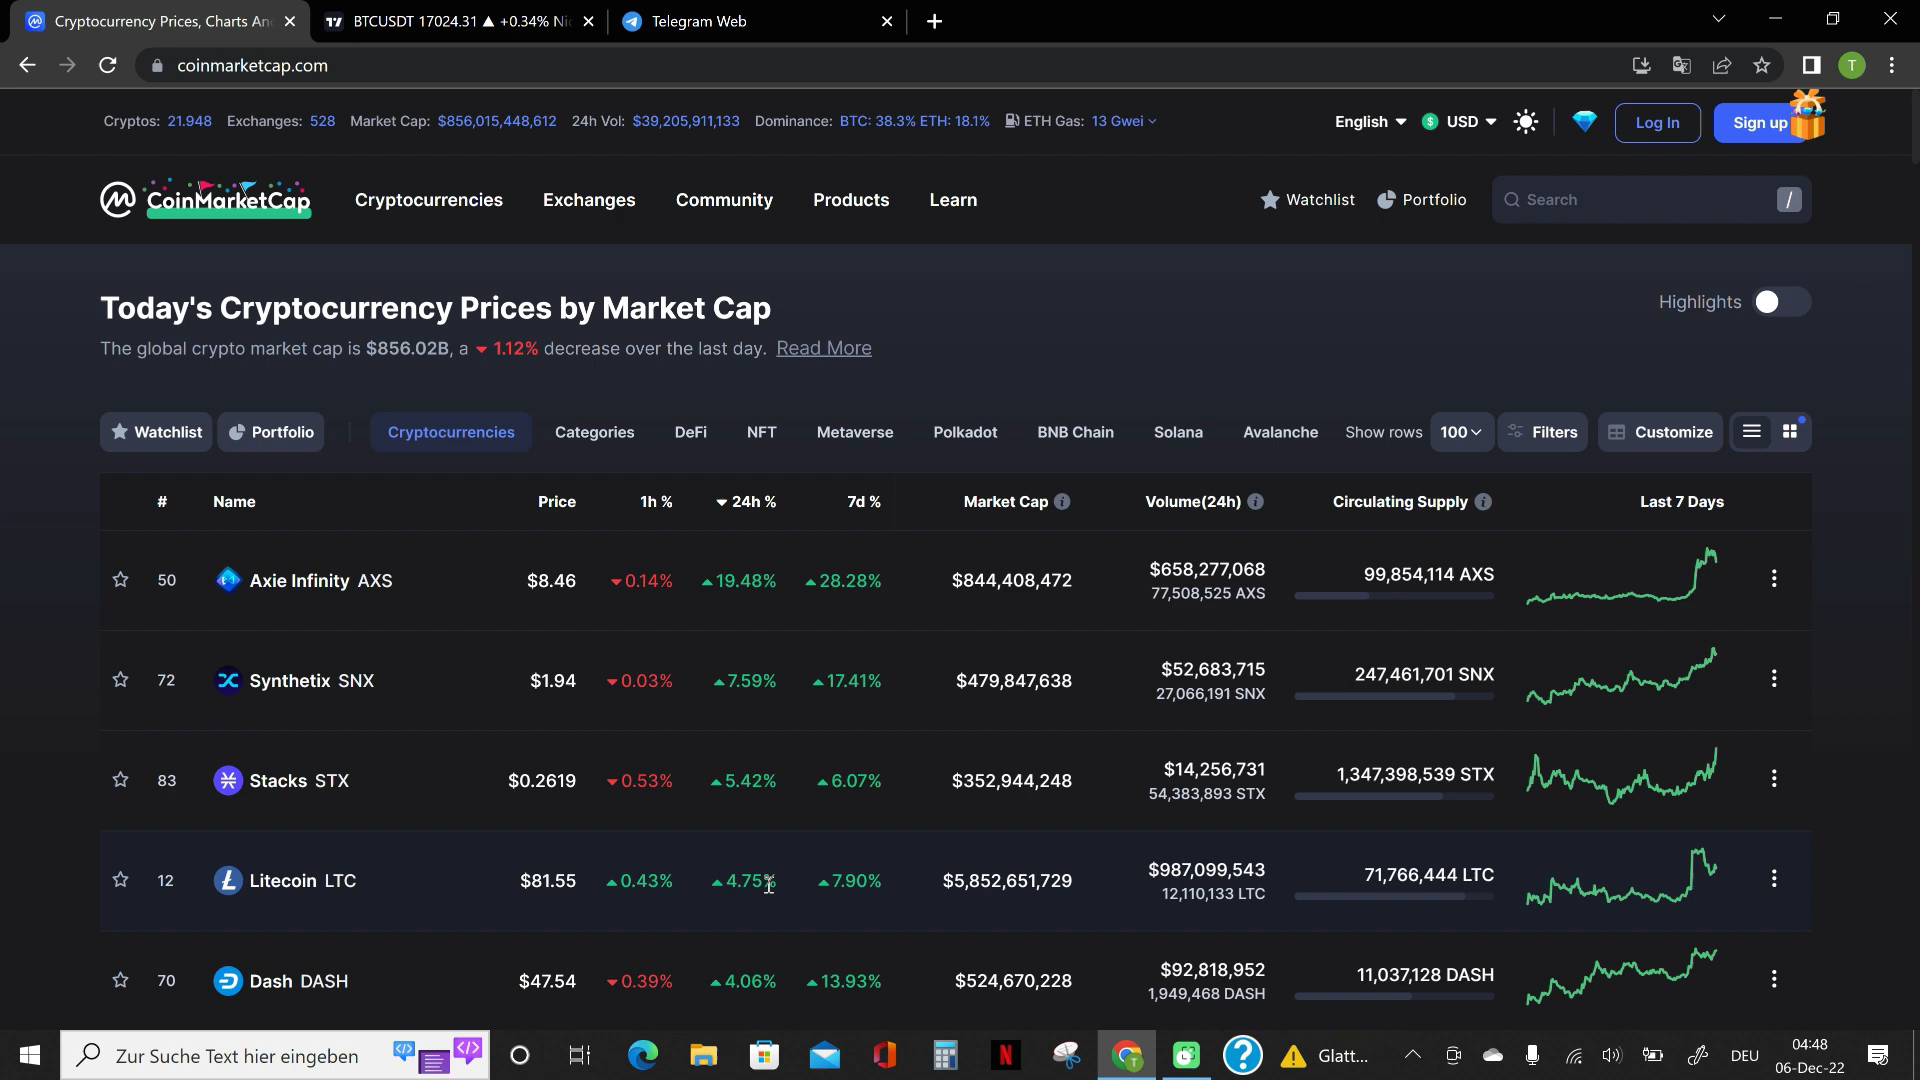 Cryptocurrency Prices, Charts An
BTCUSDT 17024.31 ▲ +0.34% Ni
Telegram Web
coinmarketcap.com
T
Cryptos: 21.948 Exchanges: 528 Market Cap: $856,015,448,612 24h Vol: $39,205,911,133 Dominance: BTC: 38.3% ETH: 18.1% ETH Gas: 13 Gwei
English USD Log In Sign up
CoinMarketCap Cryptocurrencies Exchanges Community Products Learn Watchlist Portfolio Search /
Today's Cryptocurrency Prices by Market Cap
Highlights
The global crypto market cap is $856.02B, a ▼ 1.12% decrease over the last day. Read More
Watchlist Portfolio Cryptocurrencies Categories DeFi NFT Metaverse Polkadot BNB Chain Solana Avalanche Show rows 100 Filters Customize
# Name Price 1h % 24h % 7d % Market Cap Volume(24h) Circulating Supply Last 7 Days
50 Axie Infinity AXS $8.46 ▼0.14% ▲19.48% ▲28.28% $844,408,472 $658,277,068 99,854,114 AXS
77,508,525 AXS
72 Synthetix SNX $1.94 ▼0.03% ▲7.59% ▲17.41% $479,847,638 $52,683,715 247,461,701 SNX
27,066,191 SNX
83 Stacks STX $0.2619 ▼0.53% ▲5.42% ▲6.07% $352,944,248 $14,256,731 1,347,398,539 STX
54,383,893 STX
12 Litecoin LTC $81.55 ▲0.43% ▲4.75% ▲7.90% $5,852,651,729 $987,099,543 71,766,444 LTC
12,110,133 LTC
70 Dash DASH $47.54 ▼0.39% ▲4.06% ▲13.93% $524,670,228 $92,818,952 11,037,128 DASH
1,949,468 DASH
Zur Suche Text hier eingeben
Glatt...
DEU
04:48
06-Dec-22